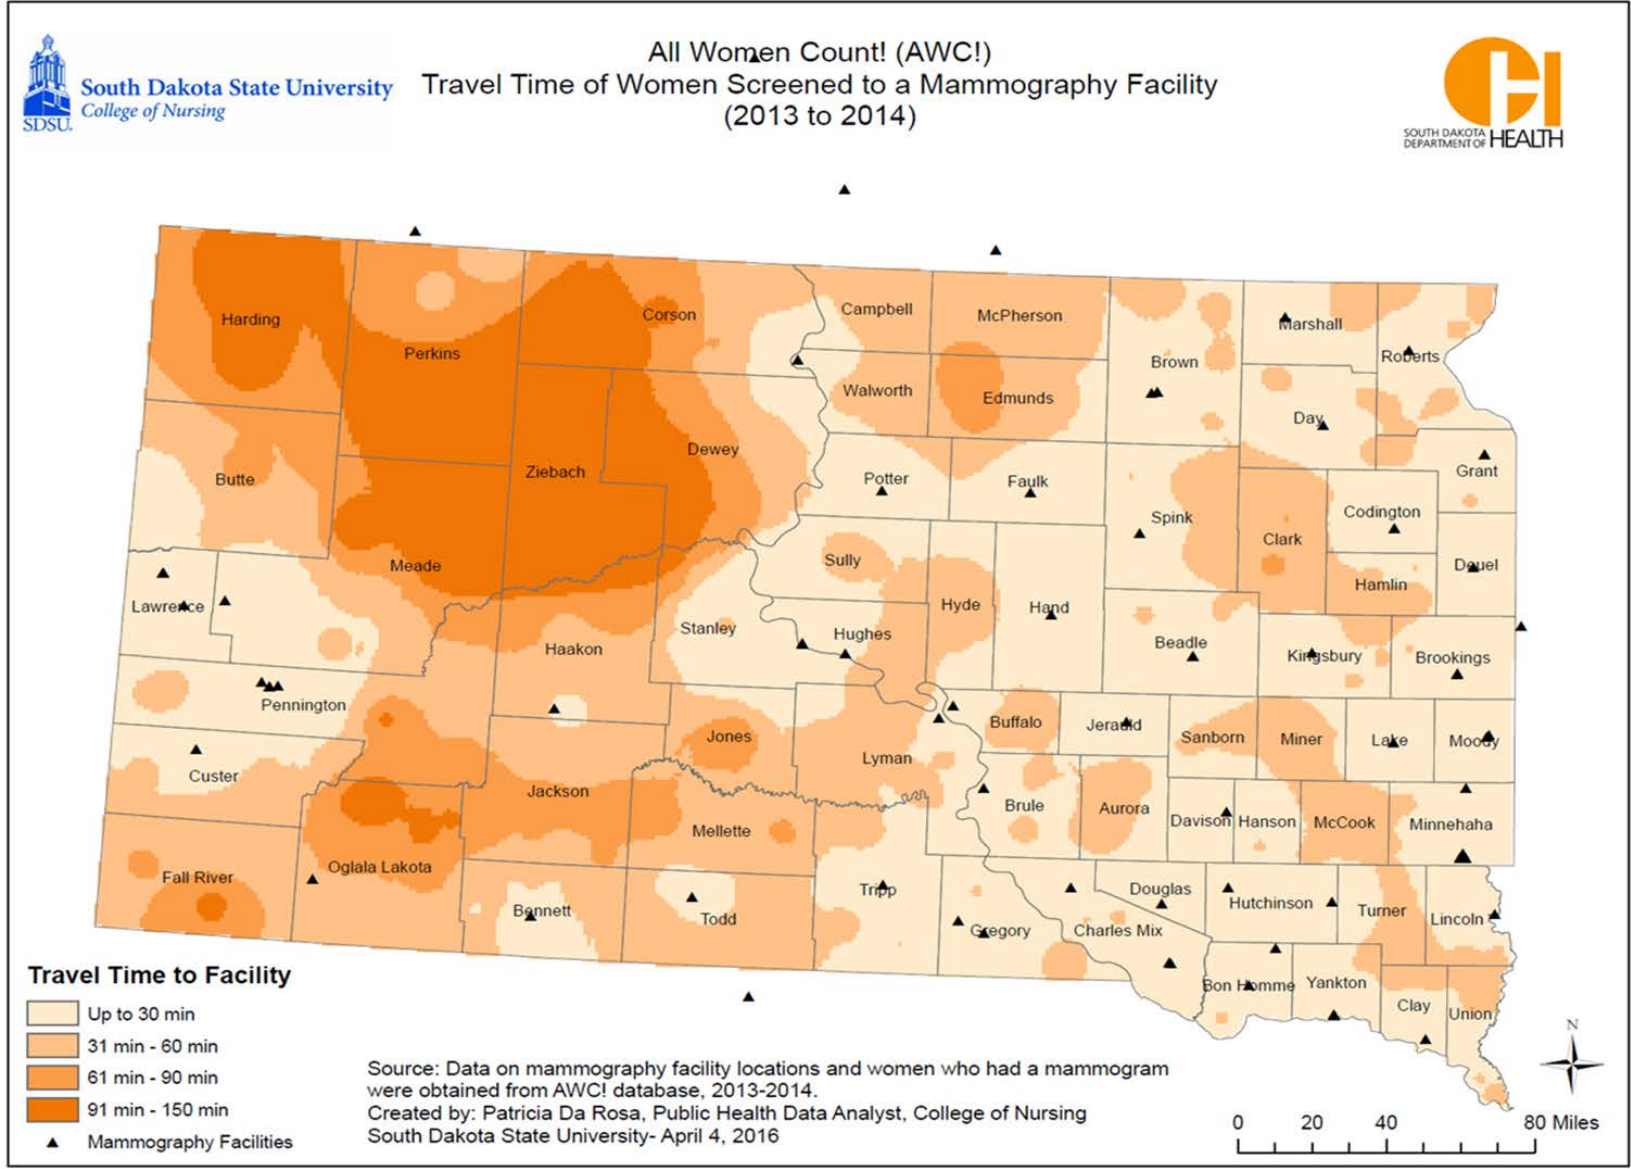 All Women Count! (AWC!)
Travel Time of Women Screened to a Mammography Facility
(2013 to 2014)
South Dakota State University
College of Nursing
SDSU
SOUTH DAKOTA
DEPARTMENT OF HEALTH
Harding
Perkins
Corson
Campbell
McPherson
Brown
Marshall
Roberts
Walworth
Edmunds
Day
Butte
Ziebach
Dewey
Potter
Faulk
Grant
Spink
Codington
Clark
Meade
Sully
Deuel
Hamlin
Lawrence
Hyde
Hand
Stanley
Hughes
Haakon
Beadle
Kingsbury
Brookings
Pennington
Jones
Buffalo
Jerauld
Sanborn
Miner
Lake
Moody
Lyman
Custer
Jackson
Brule
Aurora
Davison
Hanson
McCook
Minnehaha
Mellette
Oglala Lakota
Fall River
Bennett
Todd
Tripp
Gregory
Douglas
Charles Mix
Hutchinson
Turner
Lincoln
Bon Homme
Yankton
Clay
Union
Travel Time to Facility
Up to 30 min
31 min - 60 min
61 min - 90 min
91 min - 150 min
Mammography Facilities
Source: Data on mammography facility locations and women who had a mammogram
were obtained from AWC! database, 2013-2014.
Created by: Patricia Da Rosa, Public Health Data Analyst, College of Nursing
South Dakota State University- April 4, 2016
N
0 20 40 80 Miles